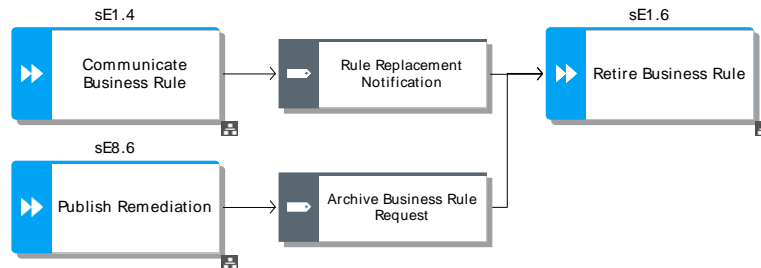 sE1.4
Communicate
Business Rule
Rule Replacement
Notification
sE1.6
Retire Business Rule
sE8.6
Publish Remediation
Archive Business Rule
Request